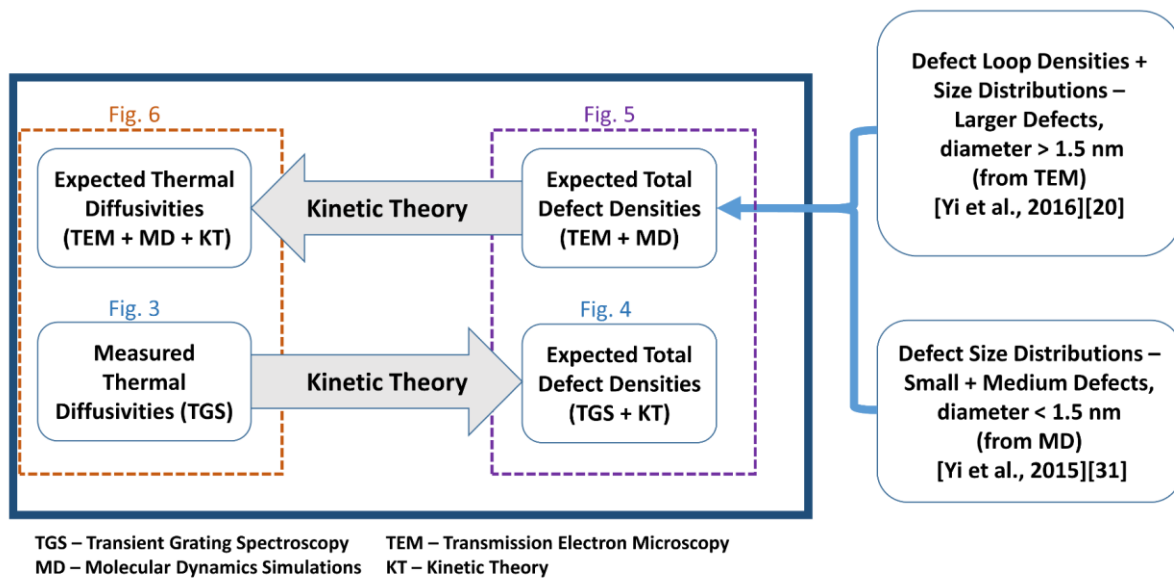 Fig. 6
Expected Thermal
Diffusivities
(TEM + MD + KT)
Kinetic Theory
Fig. 5
Expected Total
Defect Densities
(TEM + MD)
Fig. 3
Measured
Thermal
Diffusivities (TGS)
Kinetic Theory
Fig. 4
Expected Total
Defect Densities
(TGS + KT)
Defect Loop Densities +
Size Distributions –
Larger Defects,
diameter > 1.5 nm
(from TEM)
[Yi et al., 2016][20]
Defect Size Distributions –
Small + Medium Defects,
diameter < 1.5 nm
(from MD)
[Yi et al., 2015][31]
TGS – Transient Grating Spectroscopy
TEM – Transmission Electron Microscopy
MD – Molecular Dynamics Simulations
KT – Kinetic Theory